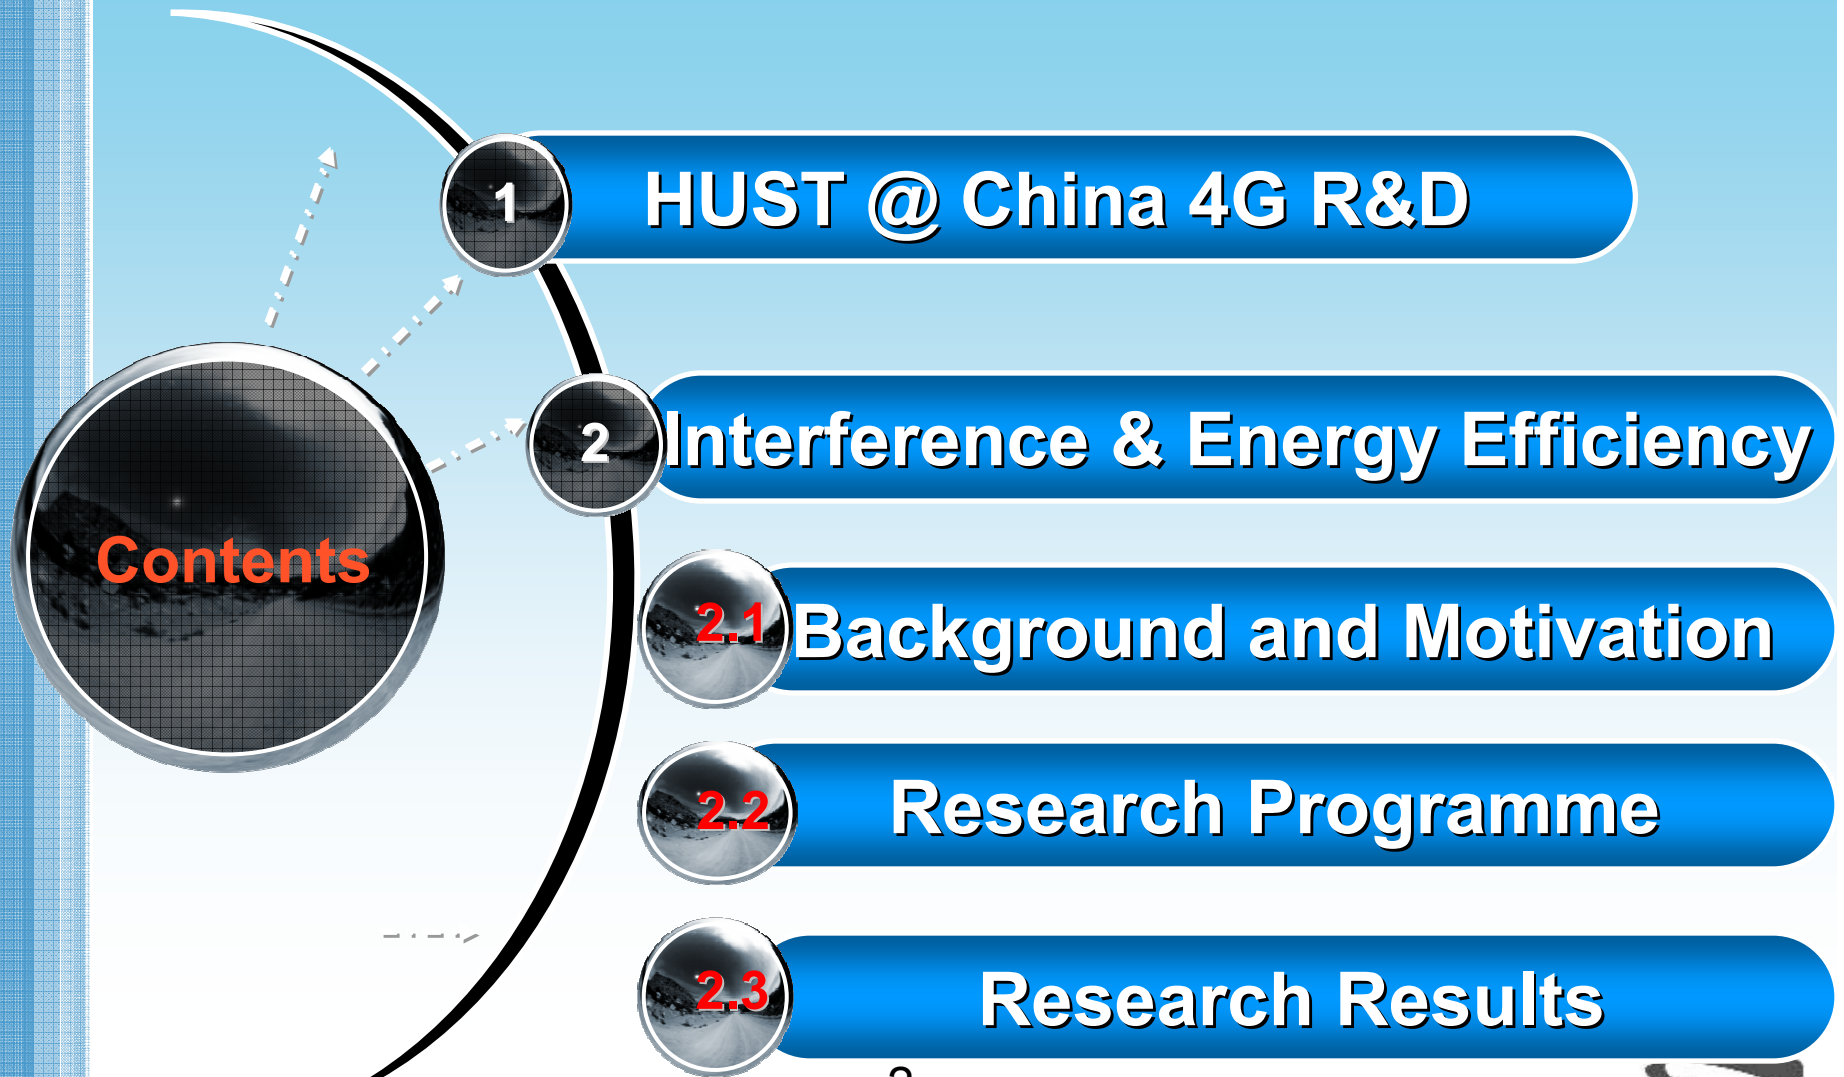 1 HUST @ China 4G R&D
2 Interference & Energy Efficiency
Contents
2.1 Background and Motivation
2.2 Research Programme
2.3 Research Results